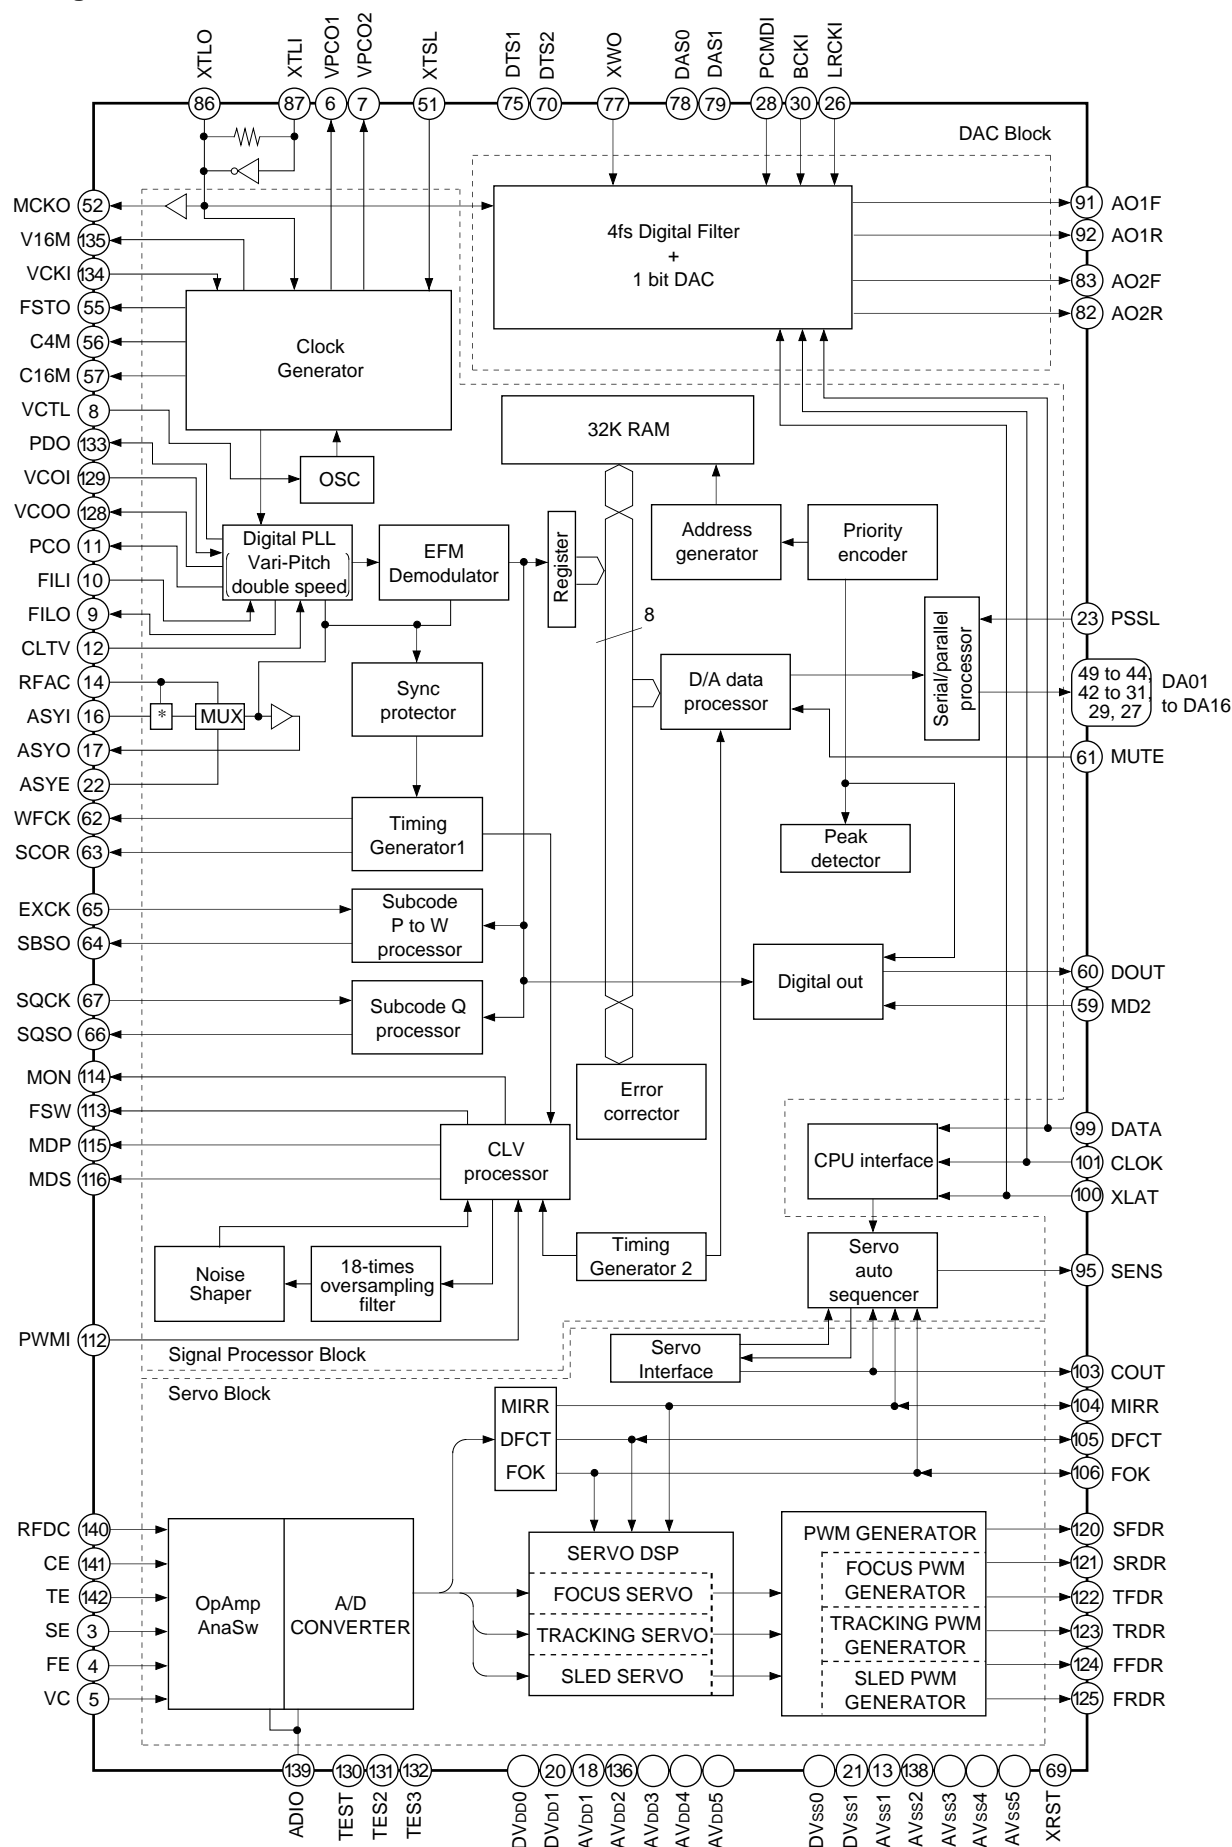 XTLO
XTLI
VPCO1
VPCO2
XTSL
DTS1
DTS2
XWO
DAS0
DAS1
PCMDI
BCKI
LRCKI
86
87
6
7
51
75
70
77
78
79
28
30
26
DAC Block
MCKO 52
V16M 135
VCKI 134
FSTO 55
C4M 56
C16M 57
VCTL 8
PDO 133
VCOI 129
VCOO 128
PCO 11
FILI 10
FILO 9
CLTV 12
RFAC 14
ASYI 16
ASYO 17
ASYE 22
WFCK 62
SCOR 63
EXCK 65
SBSO 64
SQCK 67
SQSO 66
MON 114
FSW 113
MDP 115
MDS 116
PWMI 112
4fs Digital Filter
+
1 bit DAC
91 AO1F
92 AO1R
83 AO2F
82 AO2R
Clock
Generator
OSC
32K RAM
Digital PLL
Vari-Pitch
double speed
EFM
Demodulator
Register
Address
generator
Priority
encoder
8
Sync
protector
D/A data
processor
Serial/parallel
processor
23 PSSL
49 to 44,
42 to 31,
29, 27
DA01
to DA16
61 MUTE
*
MUX
Timing
Generator1
Peak
detector
Subcode
P to W
processor
Digital out
60 DOUT
59 MD2
Subcode Q
processor
Error
corrector
CLV
processor
CPU interface
99 DATA
101 CLOK
100 XLAT
Noise
Shaper
18-times
oversampling
filter
Timing
Generator 2
Servo
auto
sequencer
95 SENS
Signal Processor Block
Servo
Interface
103 COUT
Servo Block
MIRR
DFCT
FOK
104 MIRR
105 DFCT
106 FOK
RFDC 140
CE 141
TE 142
SE 3
FE 4
VC 5
OpAmp
AnaSw
A/D
CONVERTER
SERVO DSP
FOCUS SERVO
TRACKING SERVO
SLED SERVO
PWM GENERATOR
FOCUS PWM
GENERATOR
TRACKING PWM
GENERATOR
SLED PWM
GENERATOR
120 SFDR
121 SRDR
122 TFDR
123 TRDR
124 FFDR
125 FRDR
139
130
131
132
20
18
136
21
13
138
69
ADIO
TEST
TES2
TES3
DVDD0
DVDD1
AVDD1
AVDD2
AVDD3
AVDD4
AVDD5
DVSS0
DVSS1
AVSS1
AVSS2
AVSS3
AVSS4
AVSS5
XRST